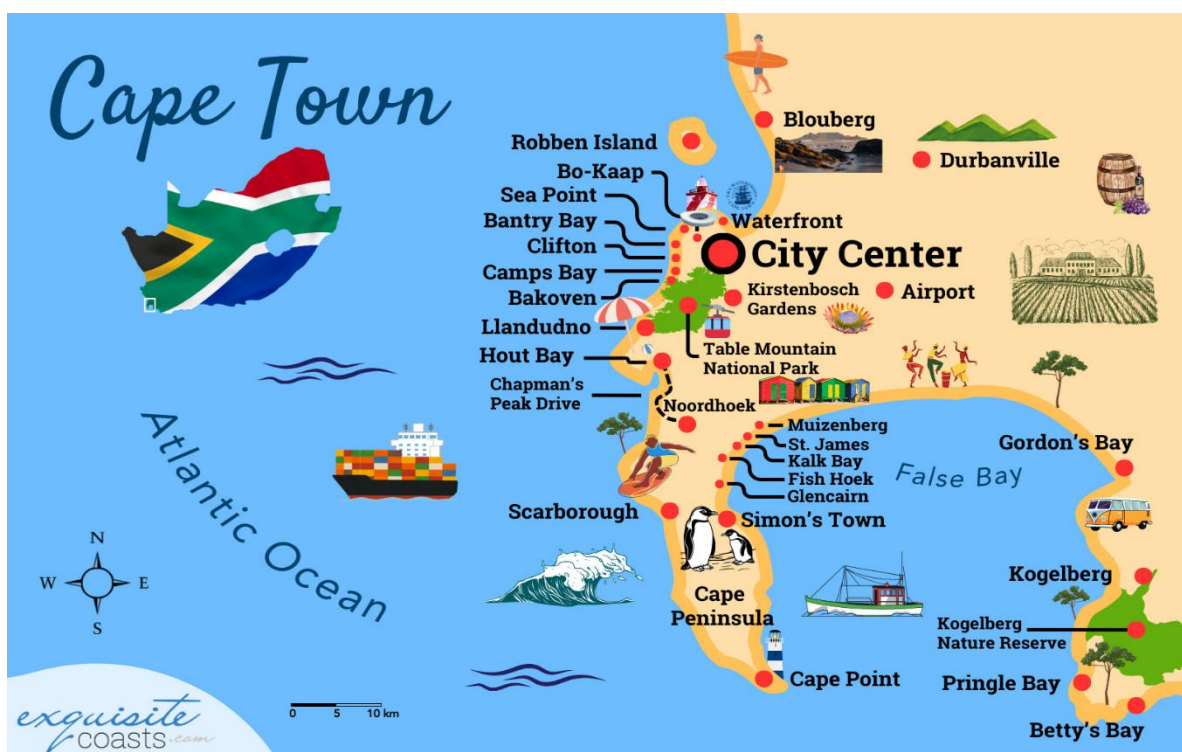 Cape Town
Robben Island
Bo-Kaap
Sea Point
Bantry Bay
Clifton
Camps Bay
Bakoven
Llandudno
Hout Bay
Chapman's
Peak Drive
Blouberg
Durbanville
Waterfront
City Center
Kirstenbosch
Gardens
Airport
Table Mountain
National Park
Noordhoek
Muizenberg
St. James
Kalk Bay
Fish Hoek
Glencairn
Gordon's Bay
False Bay
Atlantic Ocean
Scarborough
Simon's Town
Cape
Peninsula
Kogelberg
Kogelberg
Nature Reserve
Cape Point
Pringle Bay
Betty's Bay
N
W E
S
0 5 10 km
exquisite
coasts.com